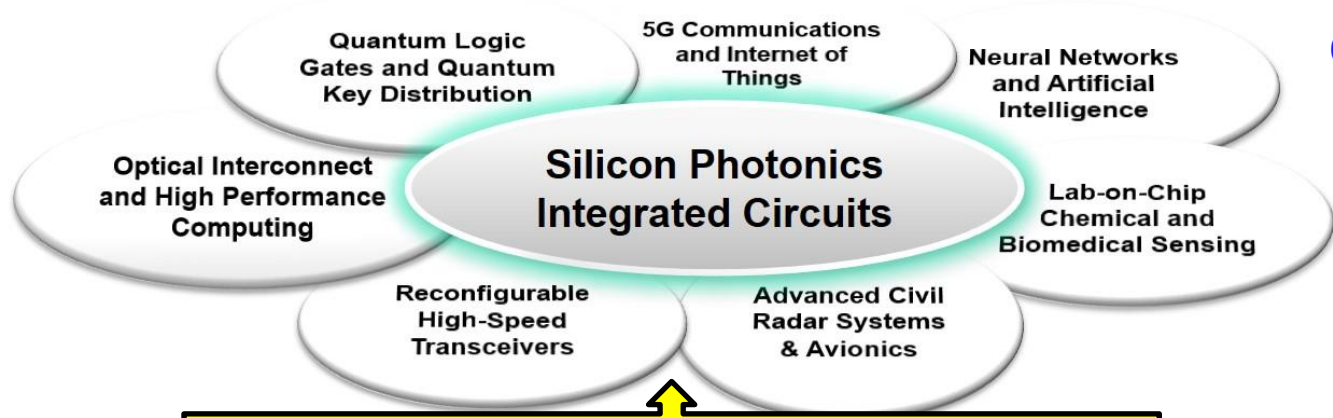 Quantum Logic
Gates and Quantum
Key Distribution
5G Communications
and Internet of
Things
Neural Networks
and Artificial
Intelligence
Optical Interconnect
and High Performance
Computing
Silicon Photonics
Integrated Circuits
Lab-on-Chip
Chemical and
Biomedical Sensing
Reconfigurable
High-Speed
Transceivers
Advanced Civil
Radar Systems
& Avionics